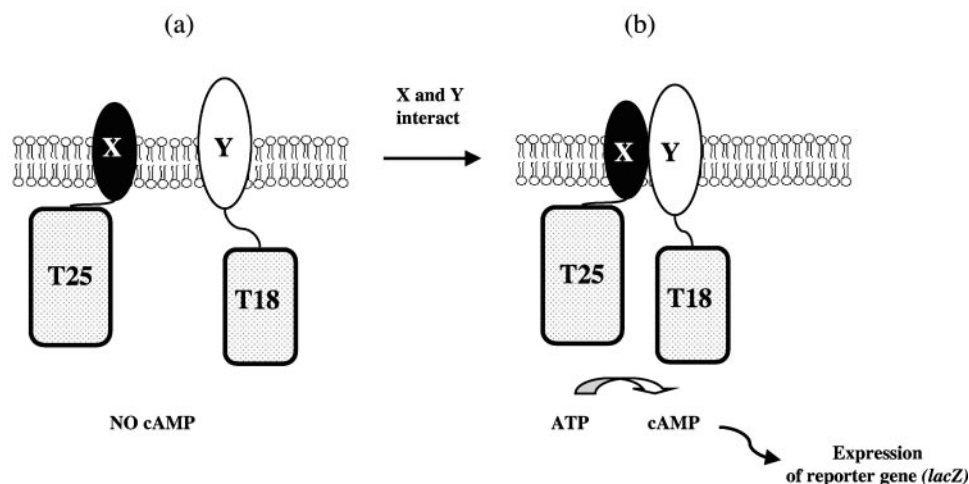 (a)
(b)
X
Y
X and Y
interact
X
Y
T25
T18
T25
T18
NO cAMP
ATP
cAMP
Expression
of reporter gene (lacZ)